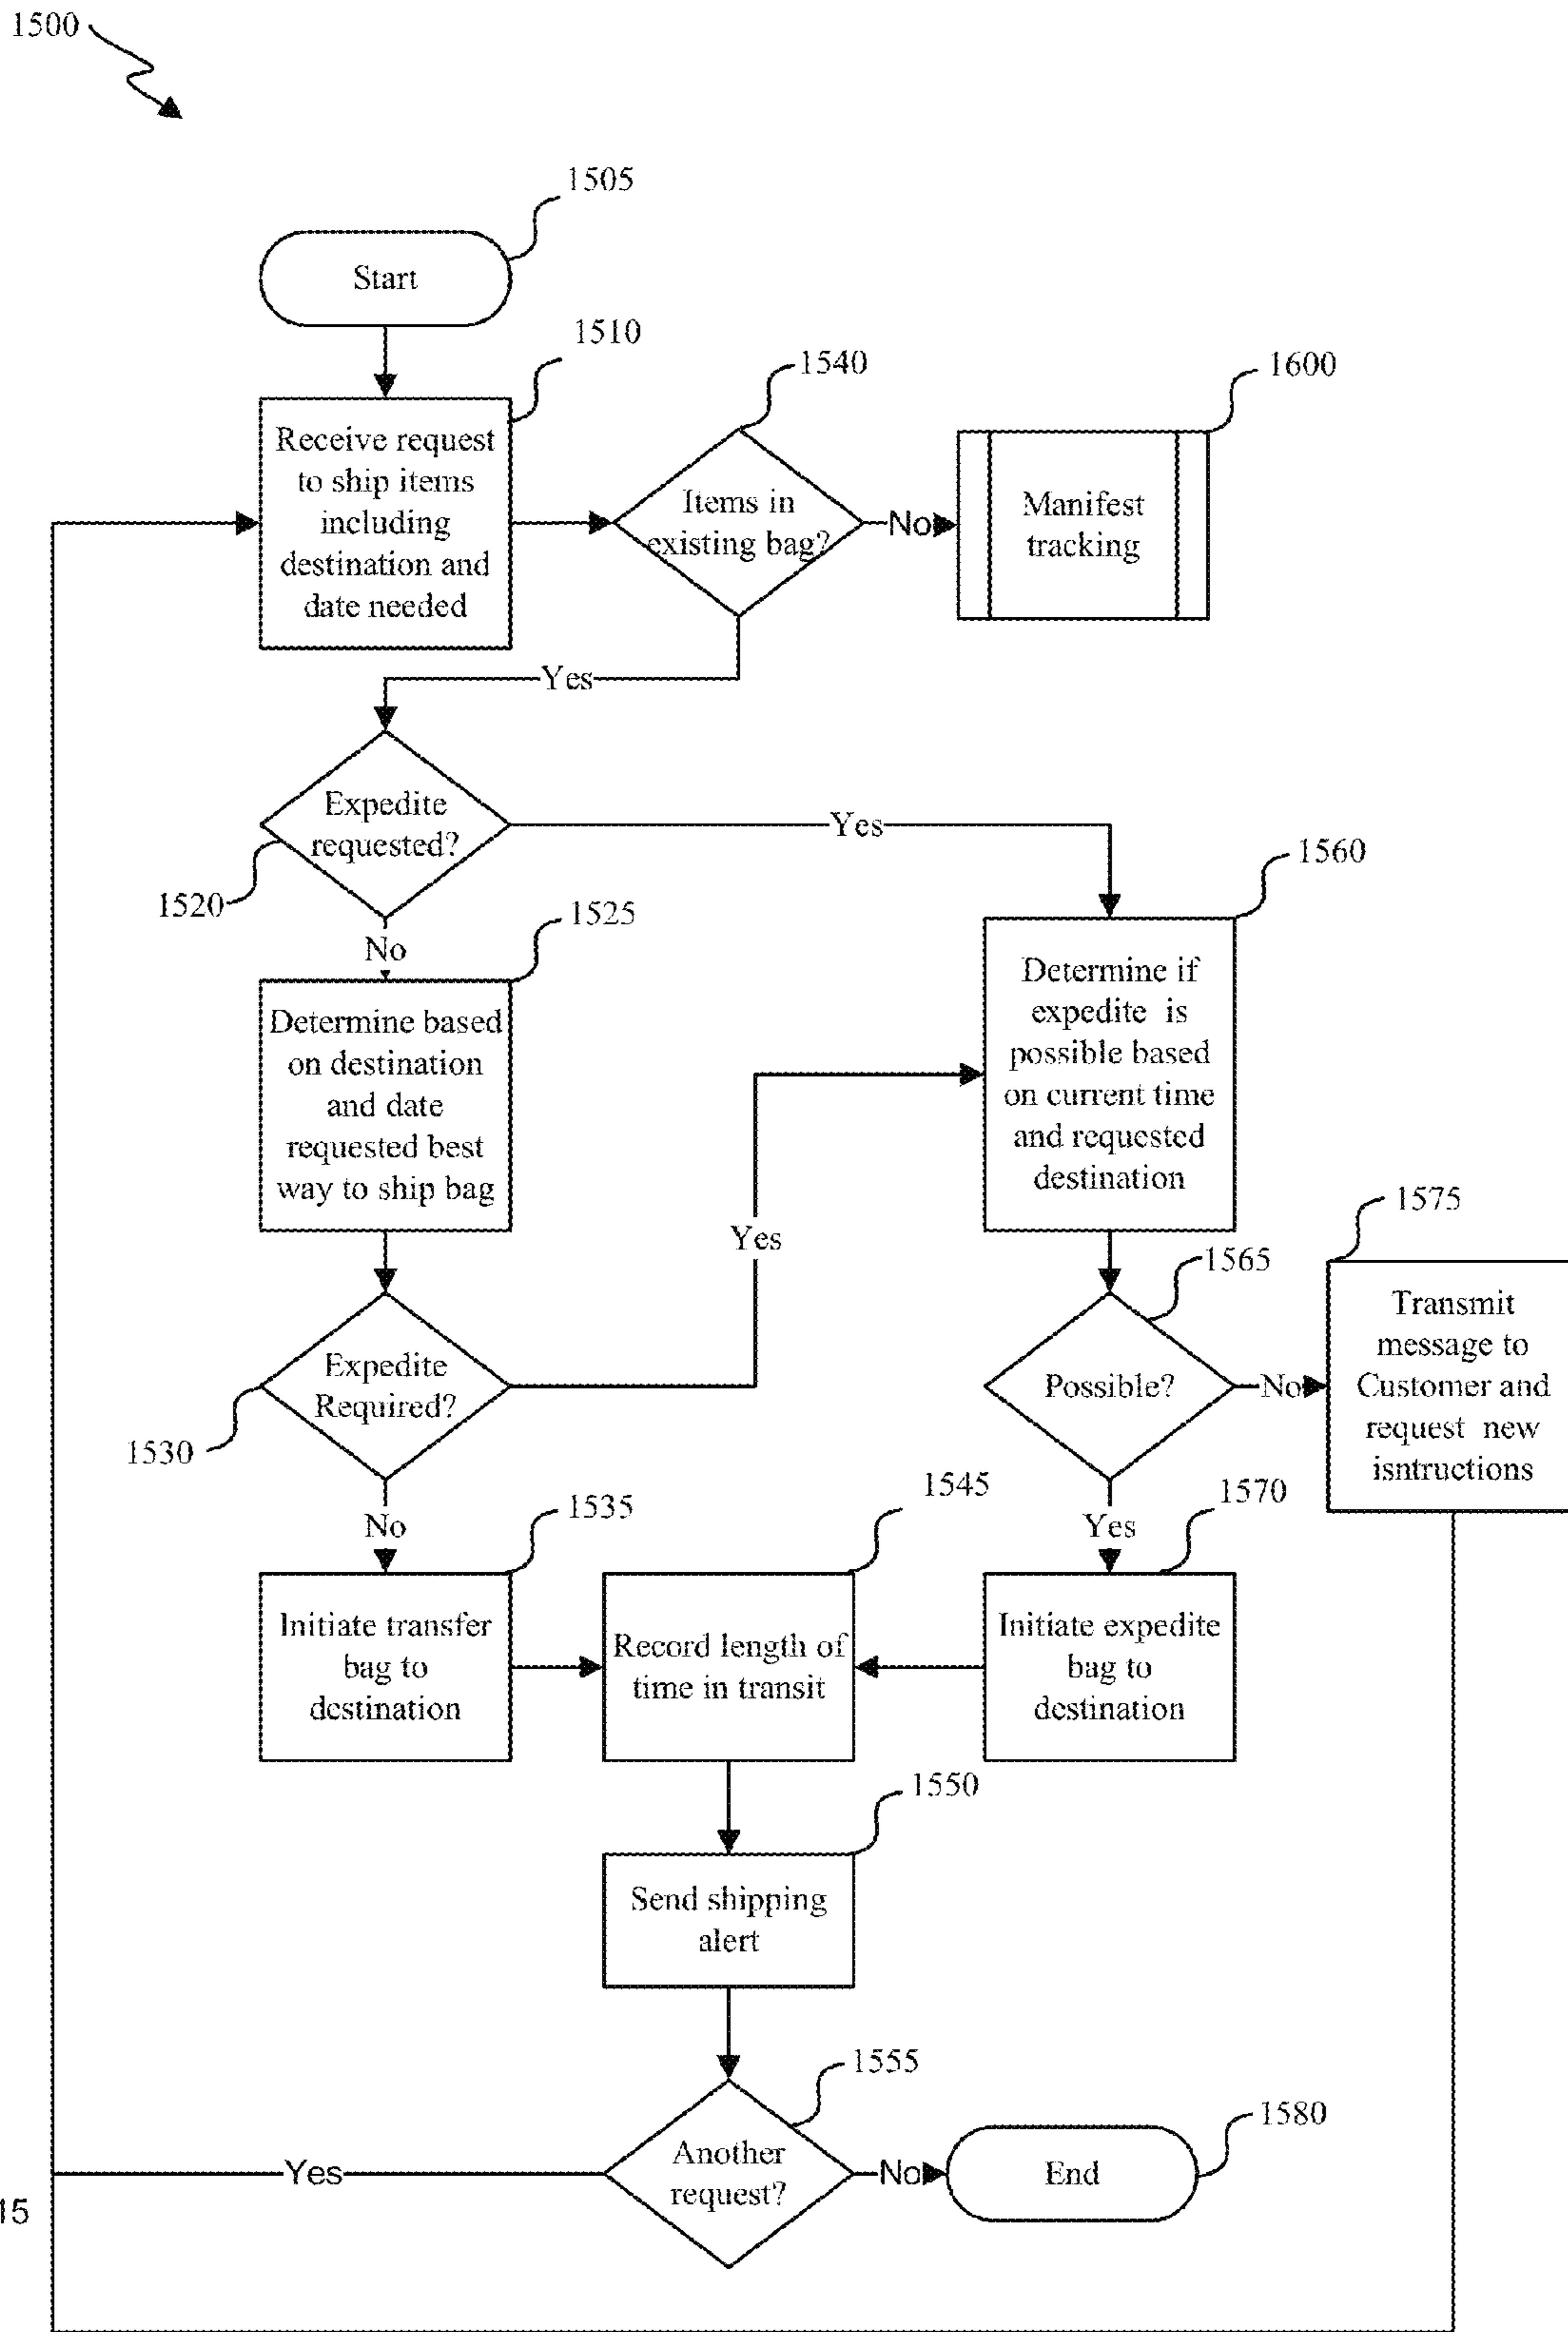 1500
1505
Start
1510
1540
1600
Receive request
to ship items
including
destination and
date needed
Items in
existing bag?
No
Manifest
tracking
Yes
Expedite
requested?
Yes
1520
1560
1525
No
Determine if
expedite is
possible based
on current time
and requested
destination
Determine based
on destination
and date
requested best
way to ship bag
Yes
1575
1565
Transmit
message to
Customer and
request new
isntructions
Expedite
Required?
Possible?
No
1530
1545
1570
1535
No
Yes
Initiate transfer
bag to
destination
Record length of
time in transit
Initiate expedite
bag to
destination
1550
Send shipping
alert
1555
1580
Another
request?
Yes
No
End
15